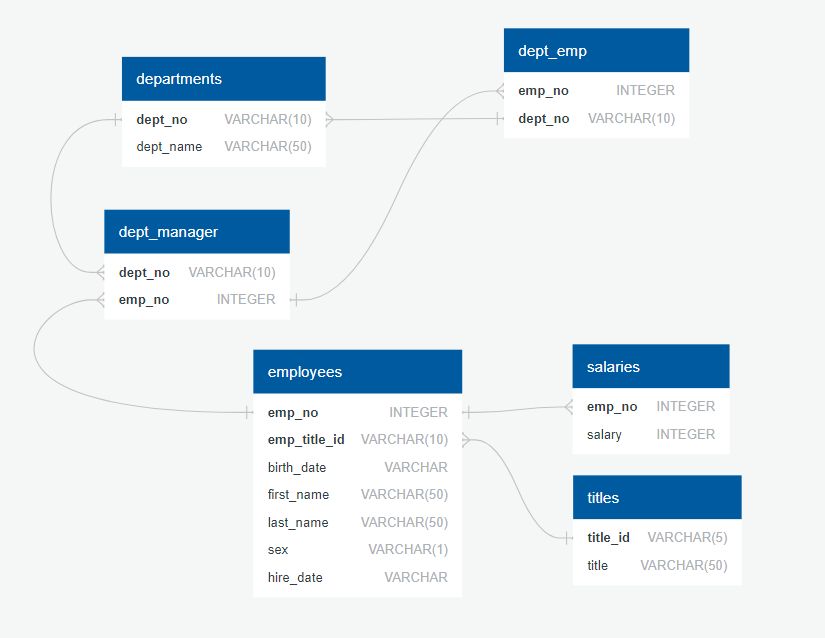 departments
dept_no VARCHAR(10)
dept_name VARCHAR(50)
dept_emp
emp_no INTEGER
dept_no VARCHAR(10)
dept_manager
dept_no VARCHAR(10)
emp_no INTEGER
employees
emp_no INTEGER
emp_title_id VARCHAR(10)
birth_date VARCHAR
first_name VARCHAR(50)
last_name VARCHAR(50)
sex VARCHAR(1)
hire_date VARCHAR
salaries
emp_no INTEGER
salary INTEGER
titles
title_id VARCHAR(5)
title VARCHAR(50)